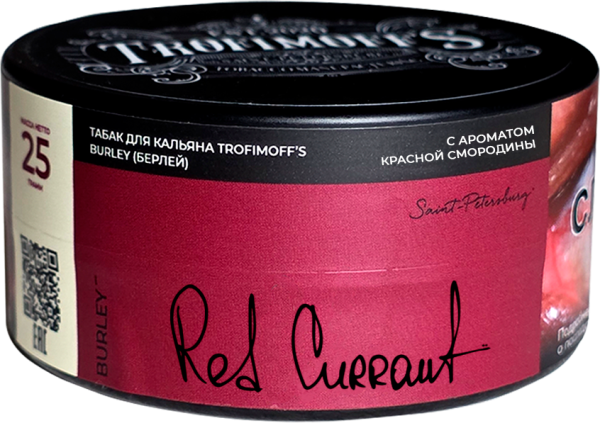 TROFIMOFF'S
МАССА НЕТТО
25
ГРАММ
ТАБАК ДЛЯ КАЛЬЯНА TROFIMOFF'S
BURLEY (БЕРЛЕЙ)
С АРОМАТОМ
КРАСНОЙ СМОРОДИНЫ
Saint-Petersburg
BURLEY
Red Currant
EAC